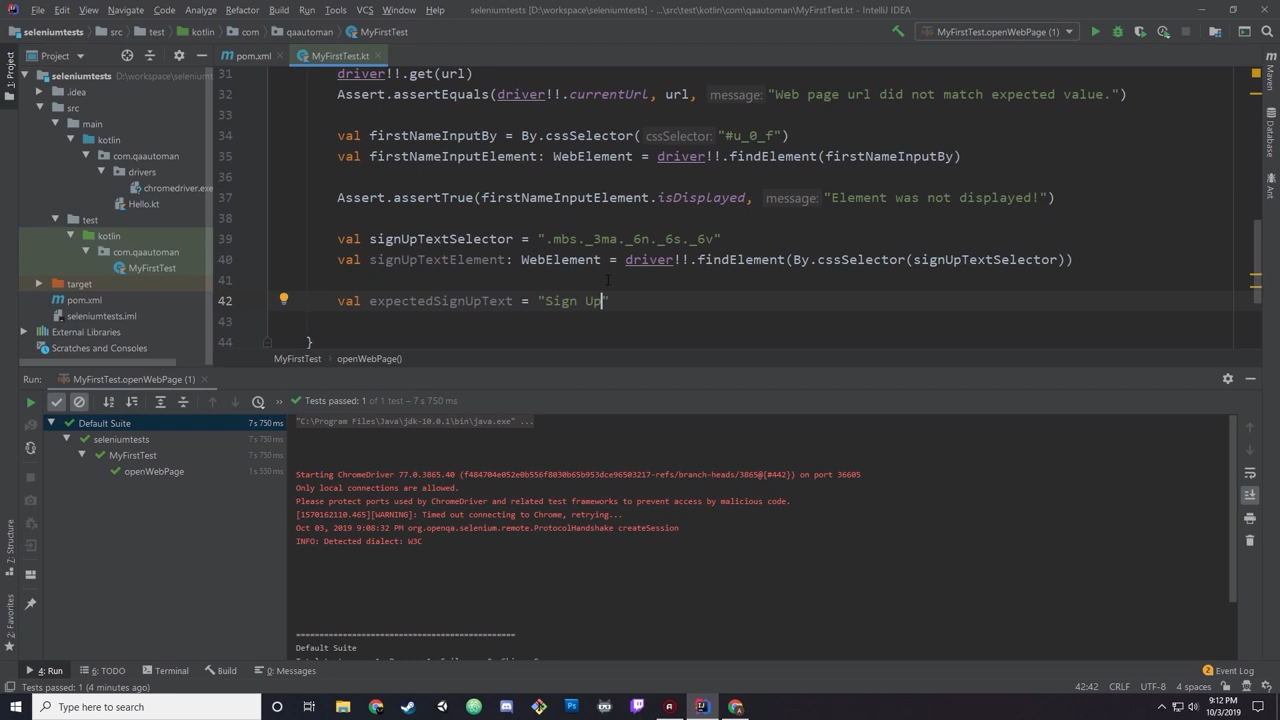 File Edit View Navigate Code Analyze Refactor Build Run Tools VCS Window Help seleniumtests [D:\workspace\seleniumtests] - ...\src\test\kotlin\com\qaautoman\MyFirstTest.kt - IntelliJ IDEA
seleniumtests src test kotlin com qaautoman MyFirstTest MyFirstTest.openWebPage (1)
Project pom.xml MyFirstTest.kt
1: Project
seleniumtests D:\workspace\selenium
.idea
src
main
kotlin
com.qaautoman
drivers
chromedriver.exe
Hello.kt
test
kotlin
com.qaautoman
MyFirstTest
target
pom.xml
seleniumtests.iml
External Libraries
Scratches and Consoles
31 driver!!.get(url)
32 Assert.assertEquals(driver!!.currentUrl, url, message: "Web page url did not match expected value.")
33
34 val firstNameInputBy = By.cssSelector( cssSelector: "#u_0_f")
35 val firstNameInputElement: WebElement = driver!!.findElement(firstNameInputBy)
36
37 Assert.assertTrue(firstNameInputElement.isDisplayed, message: "Element was not displayed!")
38
39 val signUpTextSelector = ".mbs._3ma._6n._6s._6v"
40 val signUpTextElement: WebElement = driver!!.findElement(By.cssSelector(signUpTextSelector))
41
42 val expectedSignUpText = "Sign Up"
43
44 }
MyFirstTest openWebPage()
Maven
Database
Ant
Run: MyFirstTest.openWebPage (1)
Tests passed: 1 of 1 test – 7 s 750 ms
Default Suite 7 s 750 ms
seleniumtests 7 s 750 ms
MyFirstTest 7 s 750 ms
openWebPage 1 s 550 ms
"C:\Program Files\Java\jdk-10.0.1\bin\java.exe" ...
Starting ChromeDriver 77.0.3865.40 (f484704e052e0b556f8030b65b953dce96503217-refs/branch-heads/3865@{#442}) on port 36605
Only local connections are allowed.
Please protect ports used by ChromeDriver and related test frameworks to prevent access by malicious code.
[1570162110.465][WARNING]: Timed out connecting to Chrome, retrying...
Oct 03, 2019 9:08:32 PM org.openqa.selenium.remote.ProtocolHandshake createSession
INFO: Detected dialect: W3C
===============================================
Default Suite
7: Structure
2: Favorites
4: Run 6: TODO Terminal Build 0: Messages Event Log
Tests passed: 1 (4 minutes ago) 42:42 CRLF UTF-8 4 spaces
Type here to search
9:12 PM
10/3/2019